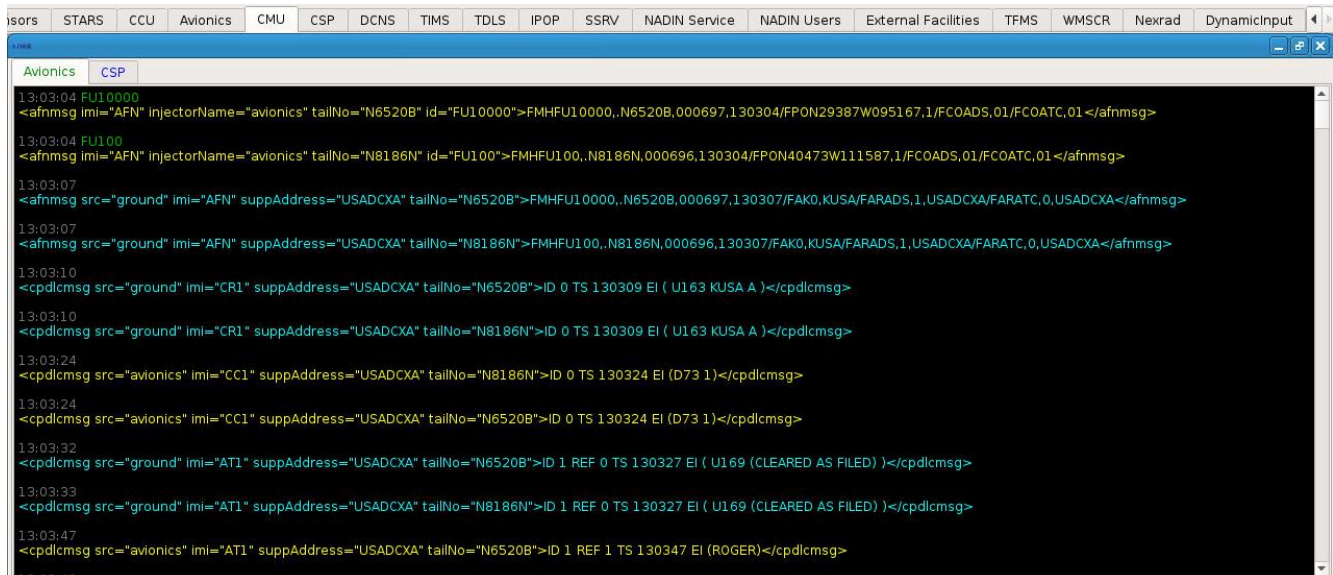 STARS CCU Avionics CMU CSP DCNS TIMS TDLS IPOP SSRV NADIN Service NADIN Users External Facilities TFMS WMSCR Nexrad DynamicInput
Avionics CSP
13:03:04 FU10000
<afnmsg imi="AFN" injectorName="avionics" tailNo="N6520B" id="FU10000">FMHFU10000,.N6520B,000697,130304/FPON29387W095167,1/FCOADS,01/FCOATC,01</afnmsg>
13:03:04 FU100
<afnmsg imi="AFN" injectorName="avionics" tailNo="N8186N" id="FU100">FMHFU100,.N8186N,000696,130304/FPON40473W111587,1/FCOADS,01/FCOATC,01</afnmsg>
13:03:07
<afnmsg src="ground" imi="AFN" suppAddress="USADCXA" tailNo="N6520B">FMHFU10000,.N6520B,000697,130307/FAK0,KUSA/FARADS,1,USADCXA/FARATC,0,USADCXA</afnmsg>
13:03:07
<afnmsg src="ground" imi="AFN" suppAddress="USADCXA" tailNo="N8186N">FMHFU100,.N8186N,000696,130307/FAK0,KUSA/FARADS,1,USADCXA/FARATC,0,USADCXA</afnmsg>
13:03:10
<cpdlcmsg src="ground" imi="CR1" suppAddress="USADCXA" tailNo="N6520B">ID 0 TS 130309 EI ( U163 KUSA A )</cpdlcmsg>
13:03:10
<cpdlcmsg src="ground" imi="CR1" suppAddress="USADCXA" tailNo="N8186N">ID 0 TS 130309 EI ( U163 KUSA A )</cpdlcmsg>
13:03:24
<cpdlcmsg src="avionics" imi="CC1" suppAddress="USADCXA" tailNo="N8186N">ID 0 TS 130324 EI (D73 1)</cpdlcmsg>
13:03:24
<cpdlcmsg src="avionics" imi="CC1" suppAddress="USADCXA" tailNo="N6520B">ID 0 TS 130324 EI (D73 1)</cpdlcmsg>
13:03:32
<cpdlcmsg src="ground" imi="AT1" suppAddress="USADCXA" tailNo="N6520B">ID 1 REF 0 TS 130327 EI ( U169 (CLEARED AS FILED) )</cpdlcmsg>
13:03:33
<cpdlcmsg src="ground" imi="AT1" suppAddress="USADCXA" tailNo="N8186N">ID 1 REF 0 TS 130327 EI ( U169 (CLEARED AS FILED) )</cpdlcmsg>
13:03:47
<cpdlcmsg src="avionics" imi="AT1" suppAddress="USADCXA" tailNo="N6520B">ID 1 REF 1 TS 130347 EI (ROGER)</cpdlcmsg>